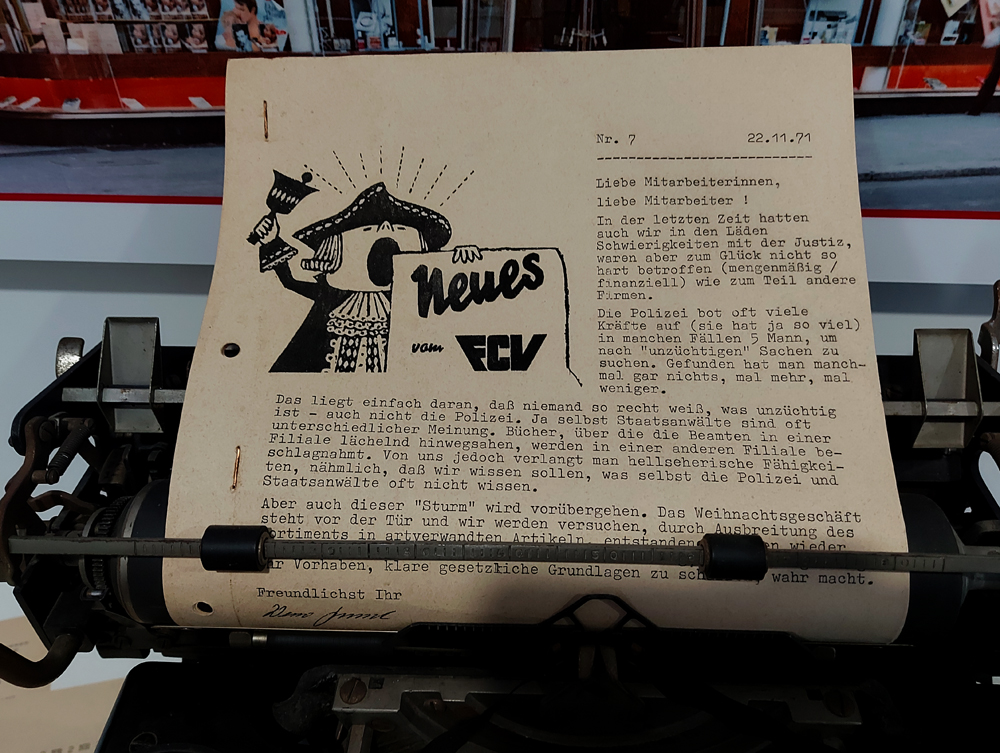 Nr. 7 22.11.71
Liebe Mitarbeiterinnen,
liebe Mitarbeiter !
In der letzten Zeit hatten
auch wir in den Läden
Schwierigkeiten mit der Justiz,
waren aber zum Glück nicht so
hart betroffen (mengenmäßig /
finanziell) wie zum Teil andere
Firmen.
Die Polizei bot oft viele
Kräfte auf (sie hat ja so viel)
in manchen Fällen 5 Mann, um
nach "unzüchtigen" Sachen zu
suchen. Gefunden hat man manch-
mal gar nichts, mal mehr, mal
weniger.
Neues
vom FCV
Das liegt einfach daran, daß niemand so recht weiß, was unzüchtig
ist - auch nicht die Polizei. Ja selbst Staatsanwälte sind oft
unterschiedlicher Meinung. Bücher, über die die Beamten in einer
Filiale lächelnd hinwegsahen, werden in einer anderen Filiale be-
schlagnahmt. Von uns jedoch verlangt man hellseherische Fähigkei-
ten, nähmlich, daß wir wissen sollen, was selbst die Polizei und
Staatsanwälte oft nicht wissen.
Aber auch dieser "Sturm" wird vorübergehen. Das Weihnachtsgeschäft
steht vor der Tür und wir werden versuchen, durch Ausbreitung des
Sortiments in artverwandten Artikeln, wieder
Vorhaben, klare gesetzliche Grundlagen zu wahr macht.
Freundlichst Ihr